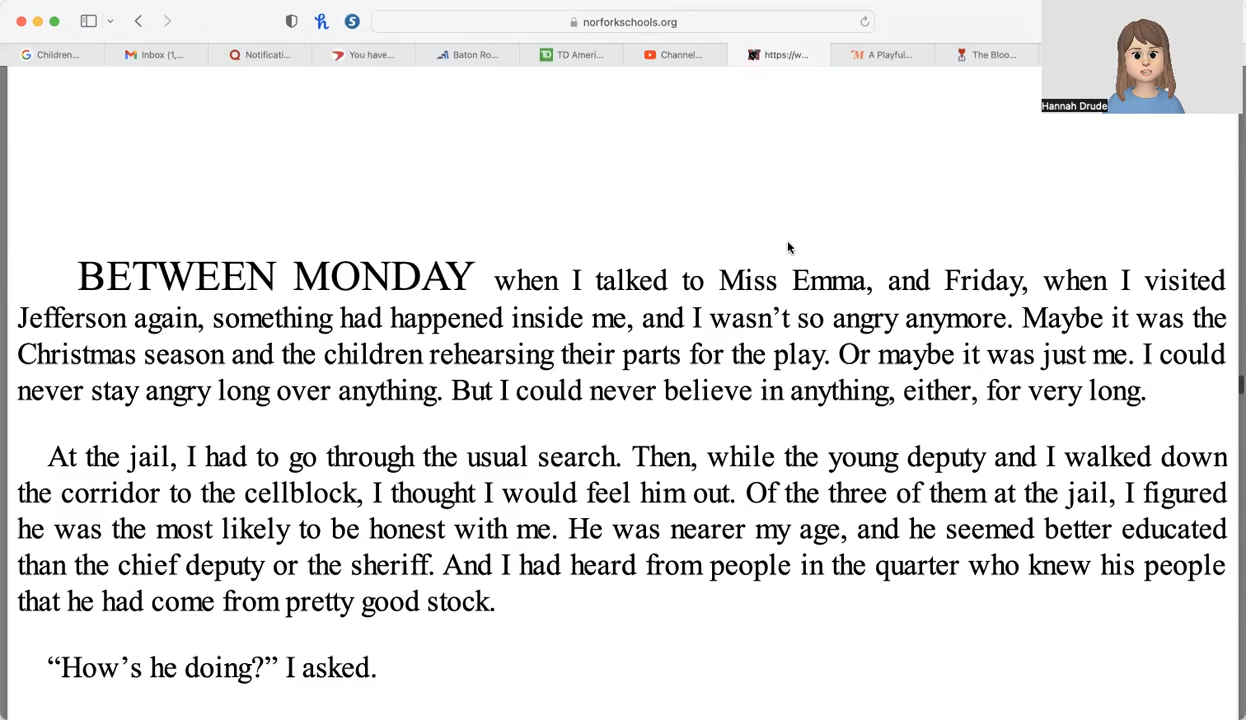 norforkschools.org
Children...
Inbox (1,...
Notificati...
You have...
Baton Ro...
TD Ameri...
Channel...
https://w...
A Playful...
The Bloo...
Hannah Drude
BETWEEN MONDAY when I talked to Miss Emma, and Friday, when I visited
Jefferson again, something had happened inside me, and I wasn’t so angry anymore. Maybe it was the
Christmas season and the children rehearsing their parts for the play. Or maybe it was just me. I could
never stay angry long over anything. But I could never believe in anything, either, for very long.
At the jail, I had to go through the usual search. Then, while the young deputy and I walked down
the corridor to the cellblock, I thought I would feel him out. Of the three of them at the jail, I figured
he was the most likely to be honest with me. He was nearer my age, and he seemed better educated
than the chief deputy or the sheriff. And I had heard from people in the quarter who knew his people
that he had come from pretty good stock.
“How’s he doing?” I asked.